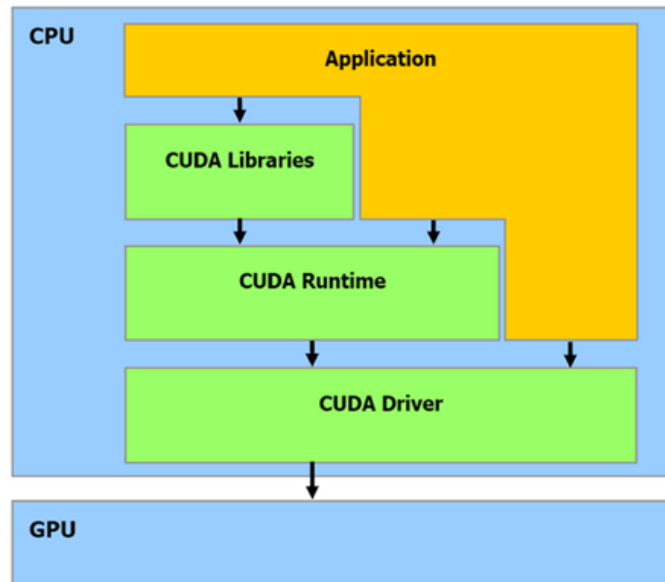 CPU
Application
CUDA Libraries
CUDA Runtime
CUDA Driver
GPU